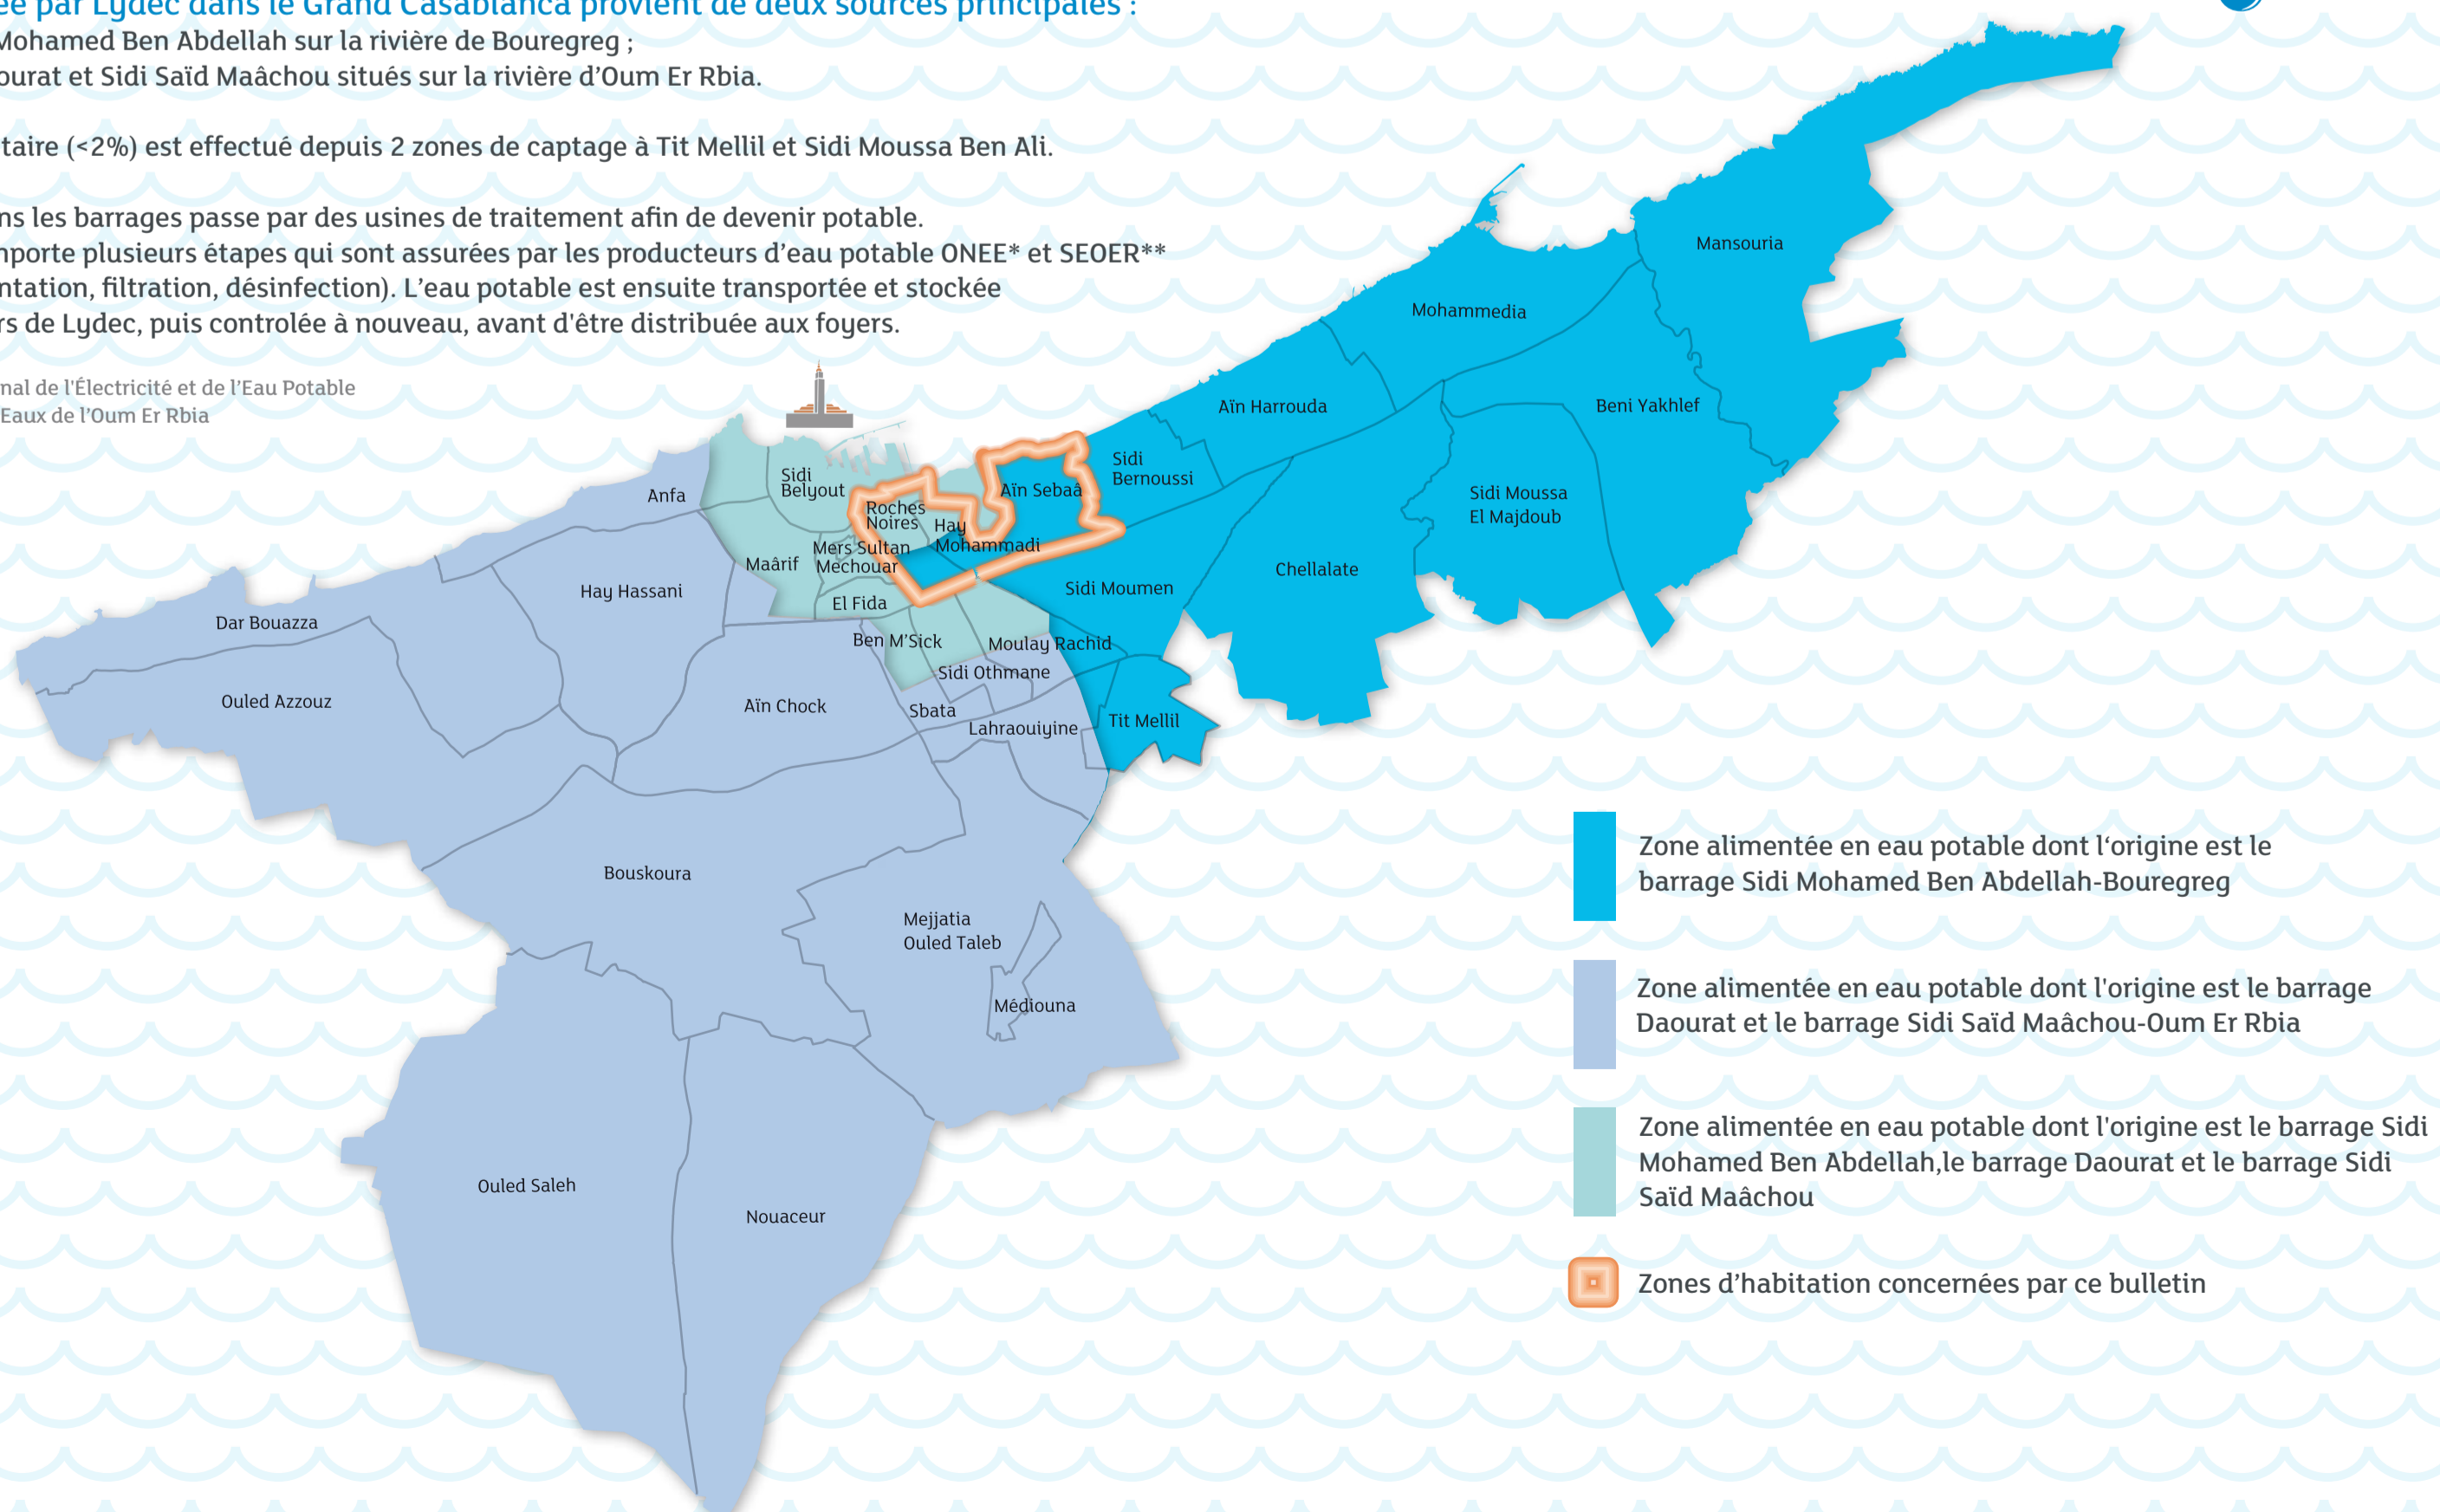 ée par Lydec dans le Grand Casablanca provient de deux sources principales :
Mohamed Ben Abdellah sur la rivière de Bouregreg ;
ourat et Sidi Saïd Maâchou situés sur la rivière d’Oum Er Rbia.
taire (<2%) est effectué depuis 2 zones de captage à Tit Mellil et Sidi Moussa Ben Ali.
ns les barrages passe par des usines de traitement afin de devenir potable.
mporte plusieurs étapes qui sont assurées par les producteurs d’eau potable ONEE* et SEOER**
ntation, filtration, désinfection). L’eau potable est ensuite transportée et stockée
rs de Lydec, puis controlée à nouveau, avant d'être distribuée aux foyers.
nal de l'Électricité et de l’Eau Potable
Eaux de l’Oum Er Rbia
Mansouria
Mohammedia
Aïn Harrouda
Beni Yakhlef
Sidi
Bernoussi
Sidi Moussa
El Majdoub
Anfa
Sidi
Belyout
Aïn Sebaâ
Roches
Noires
Hay
Mohammadi
Mers Sultan
Mechouar
Maârif
Chellalate
Hay Hassani
Sidi Moumen
El Fida
Dar Bouazza
Ben M’Sick
Moulay Rachid
Sidi Othmane
Ouled Azzouz
Aïn Chock
Sbata
Tit Mellil
Lahraouiyine
Bouskoura
Mejjatia
Ouled Taleb
Médiouna
Ouled Saleh
Nouaceur
Zone alimentée en eau potable dont l‘origine est le
barrage Sidi Mohamed Ben Abdellah-Bouregreg
Zone alimentée en eau potable dont l'origine est le barrage
Daourat et le barrage Sidi Saïd Maâchou-Oum Er Rbia
Zone alimentée en eau potable dont l'origine est le barrage Sidi
Mohamed Ben Abdellah,le barrage Daourat et le barrage Sidi
Saïd Maâchou
Zones d’habitation concernées par ce bulletin